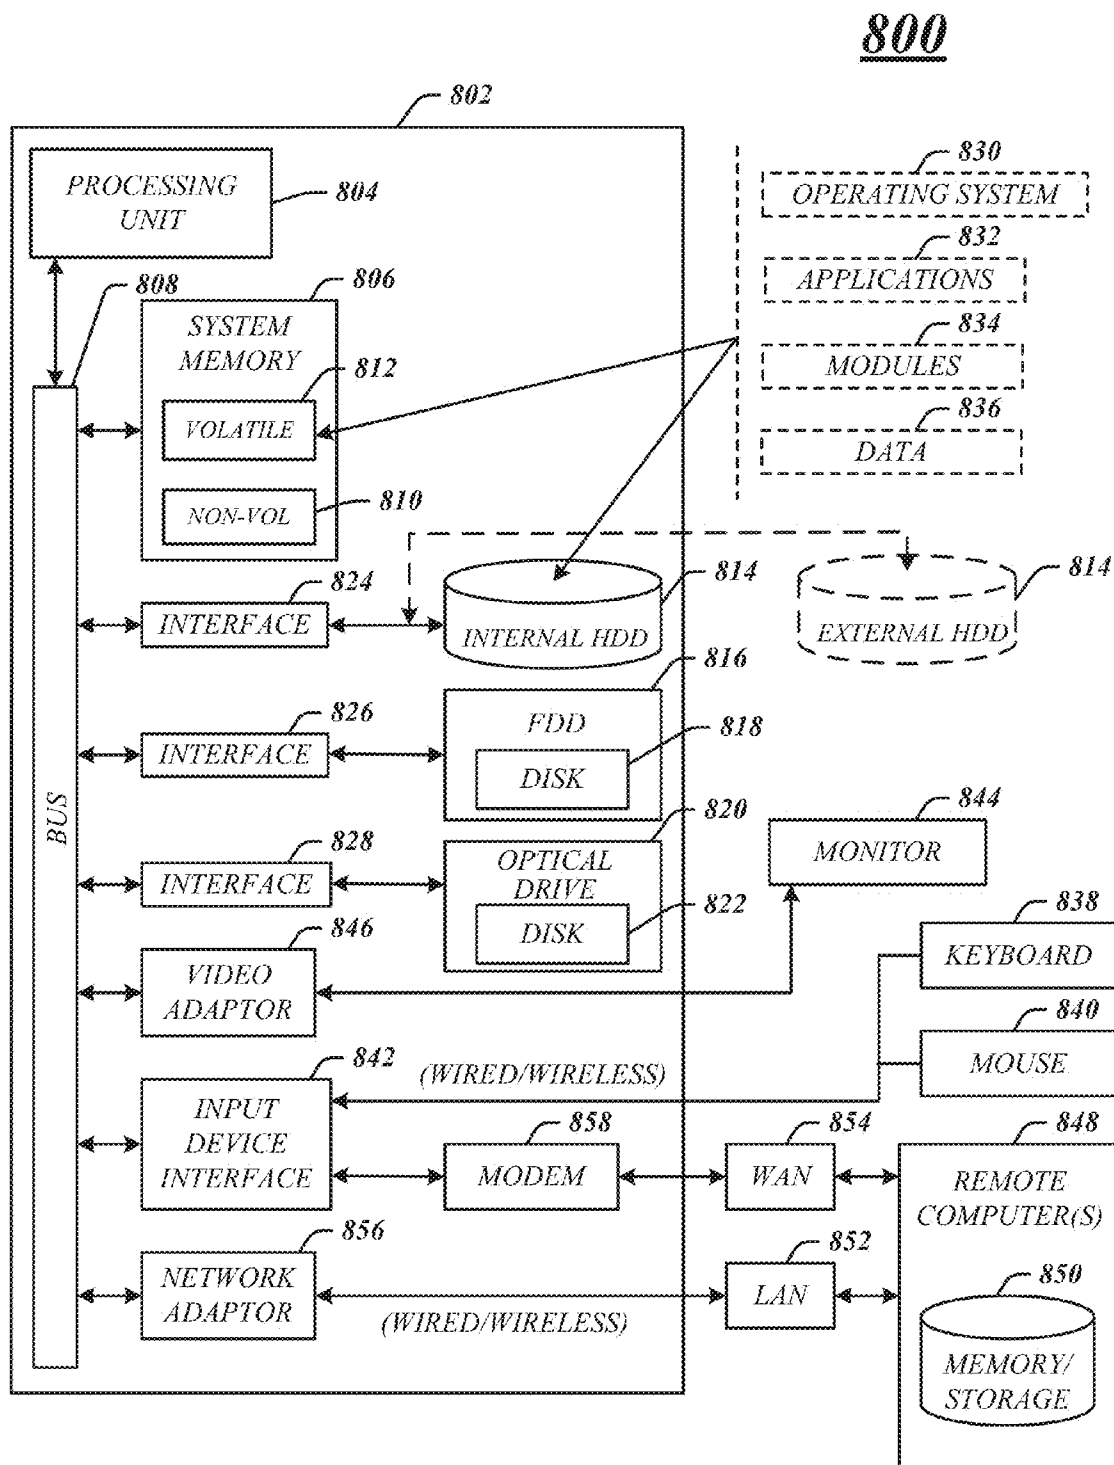 800
802
PROCESSING
UNIT
804
808
806
SYSTEM
MEMORY
812
VOLATILE
810
NON-VOL
830
OPERATING SYSTEM
832
APPLICATIONS
834
MODULES
836
DATA
824
INTERFACE
814
INTERNAL HDD
814
EXTERNAL HDD
816
826
INTERFACE
FDD
818
DISK
BUS
820
828
INTERFACE
OPTICAL
DRIVE
822
DISK
844
MONITOR
846
VIDEO
ADAPTOR
838
KEYBOARD
840
MOUSE
842
(WIRED/WIRELESS)
INPUT
DEVICE
INTERFACE
858
MODEM
854
WAN
848
REMOTE
COMPUTER(S)
856
NETWORK
ADAPTOR
(WIRED/WIRELESS)
852
LAN
850
MEMORY/
STORAGE